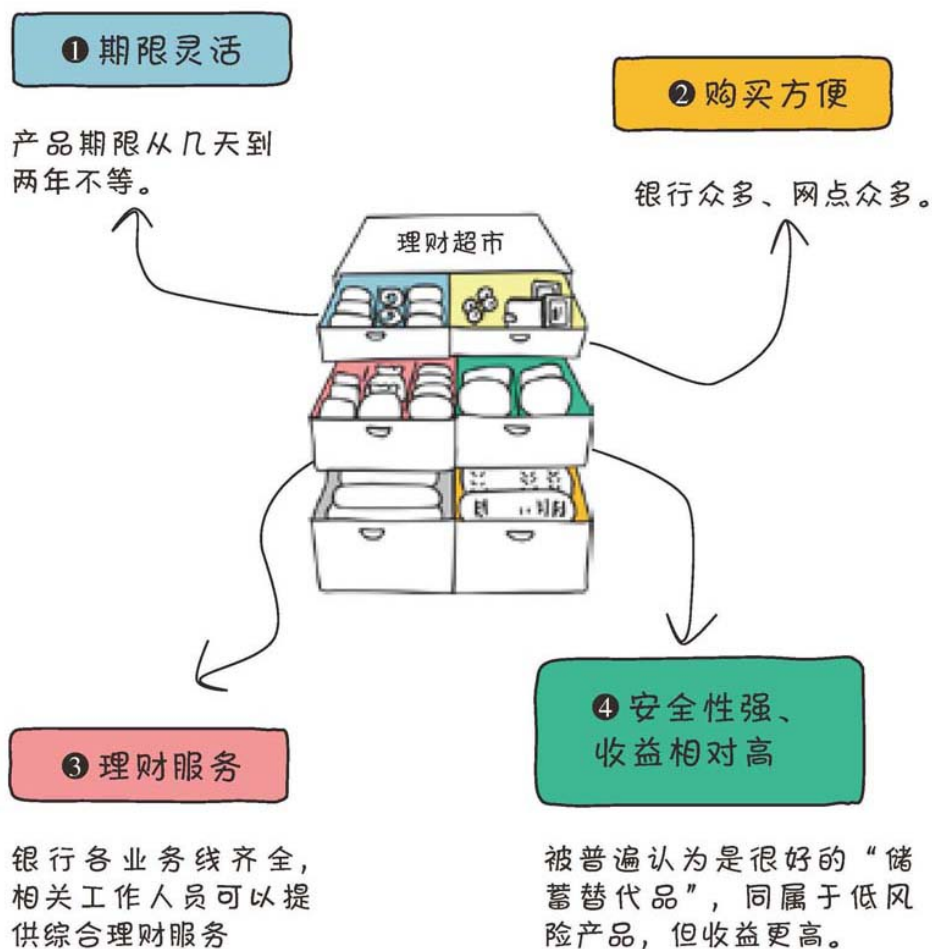 ❶期限灵活
产品期限从几天到
两年不等。
❷购买方便
银行众多、网点众多。
理财超市
❸理财服务
银行各业务线齐全,
相关工作人员可以提
供综合理财服务
❹安全性强、
收益相对高
被普遍认为是很好的“储
蓄替代品”,同属于低风
险产品,但收益更高。